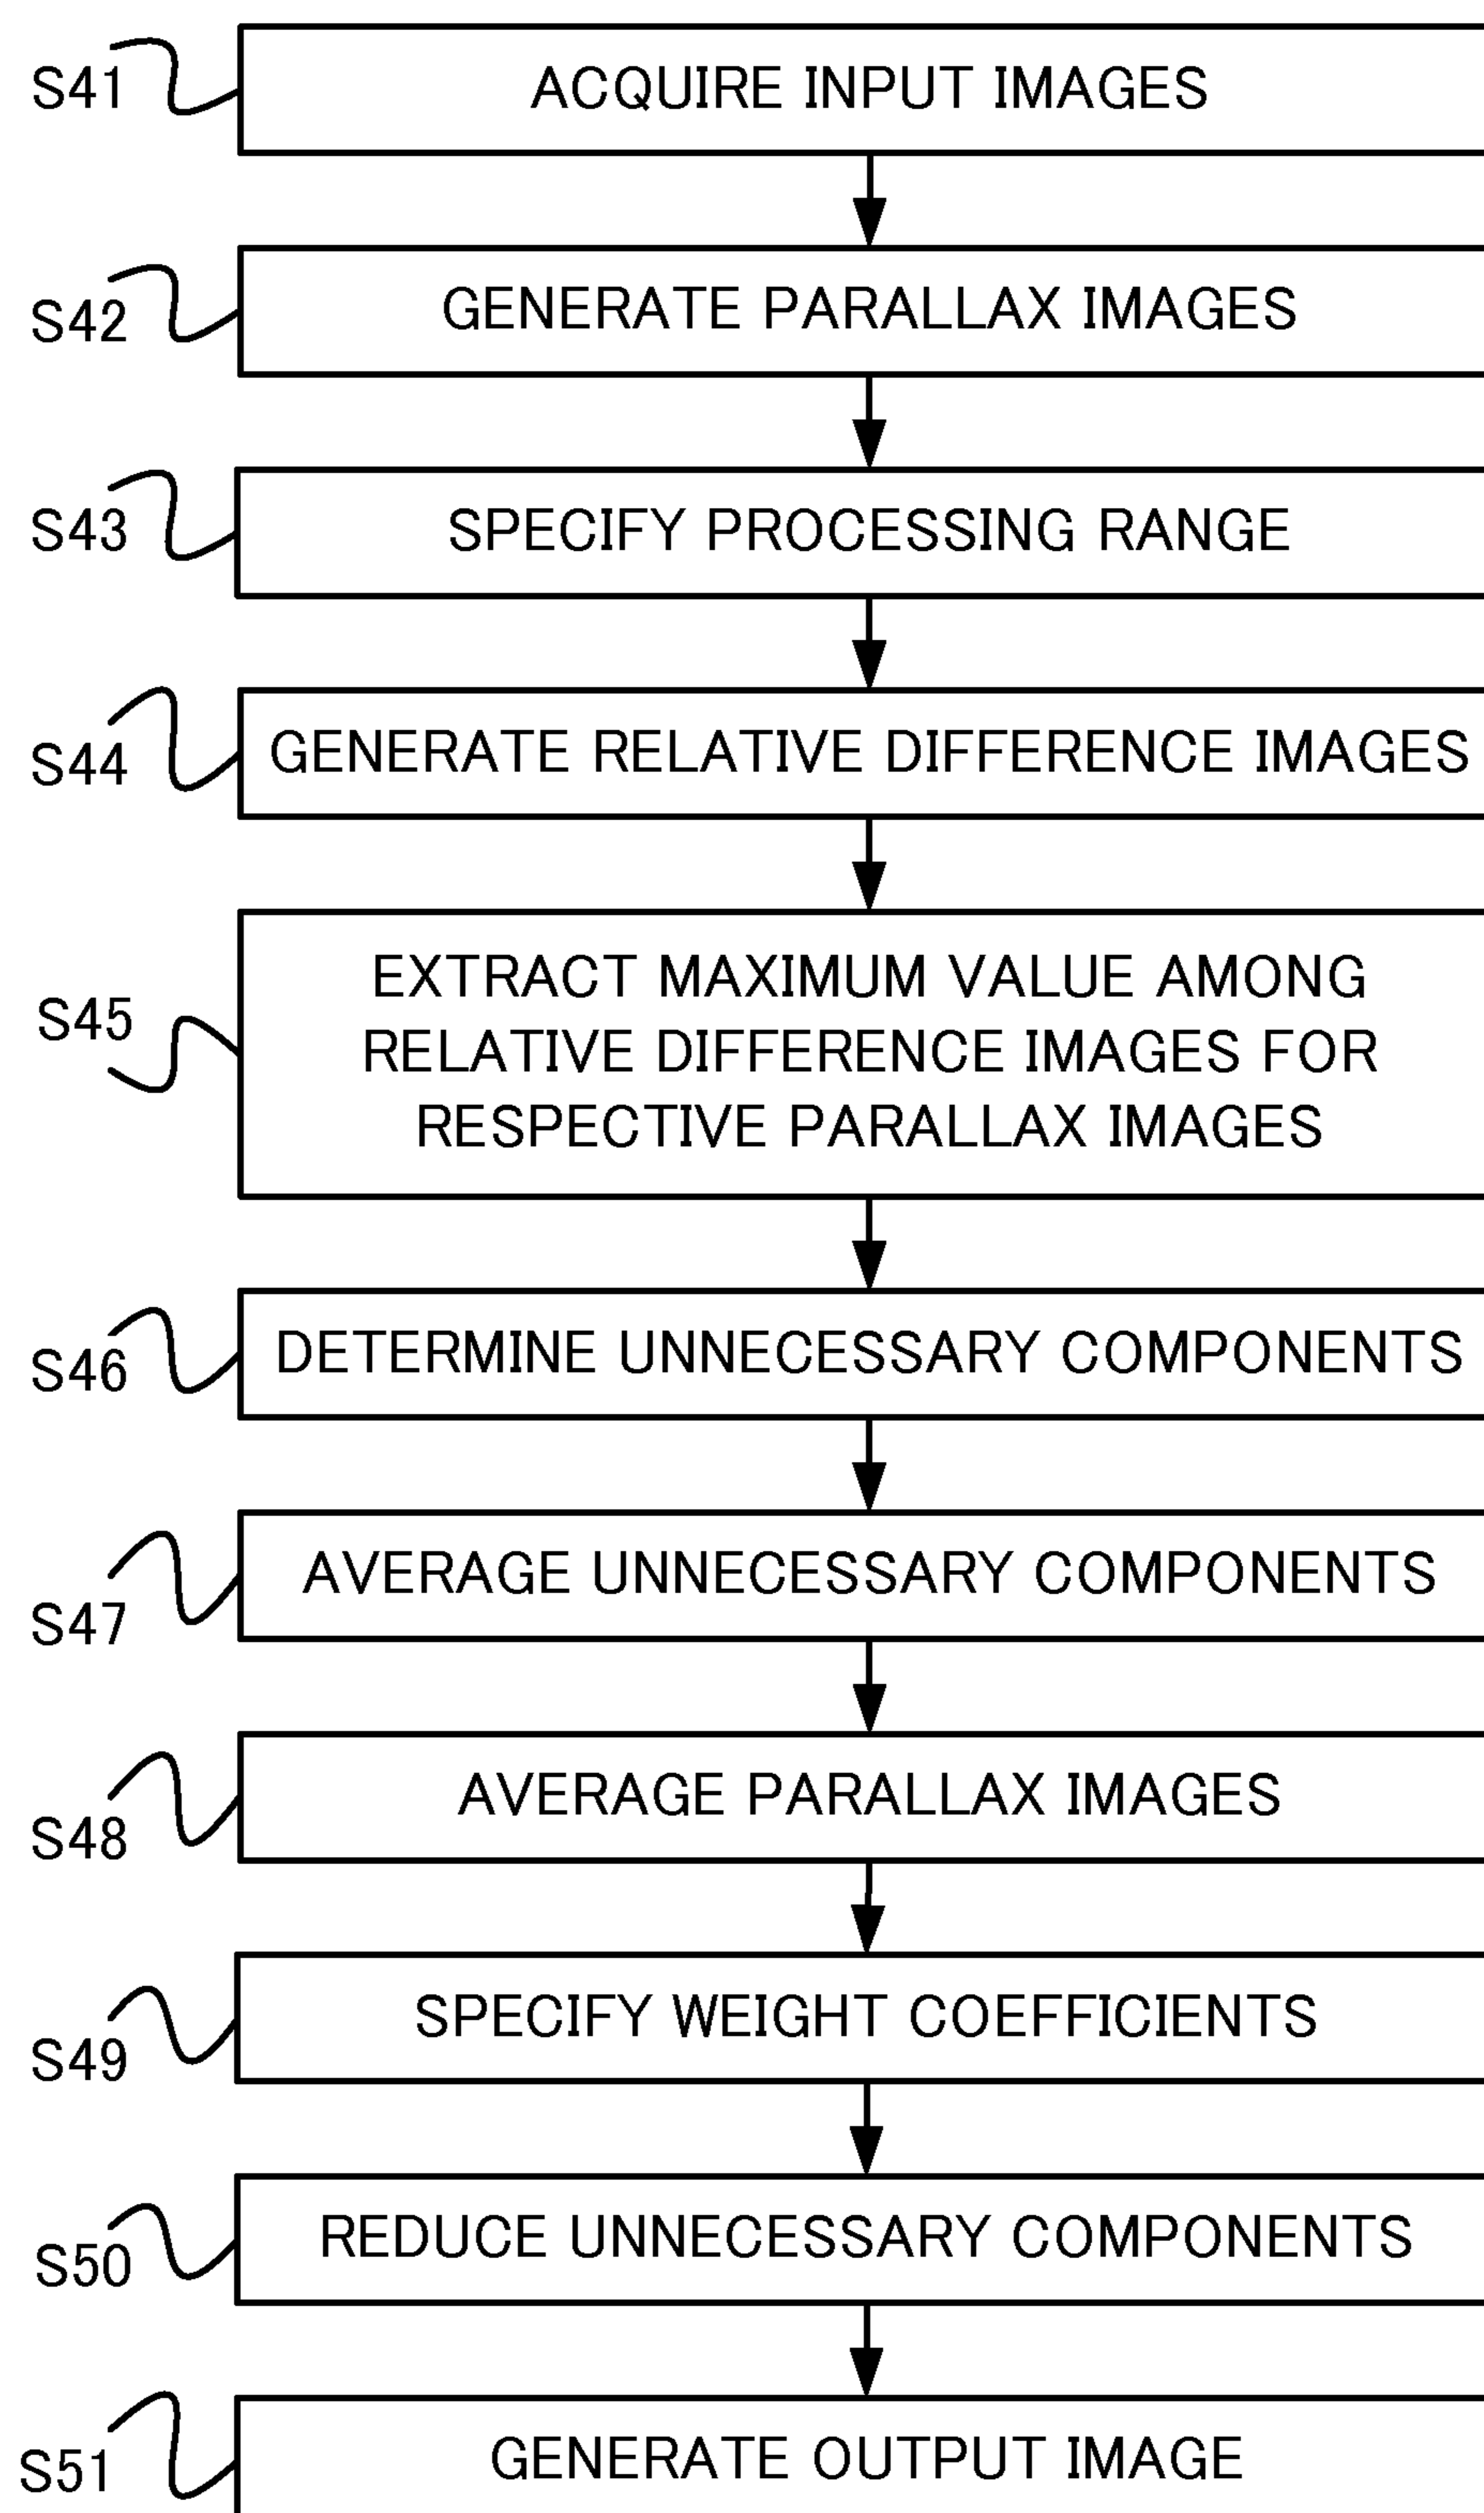 S41
ACQUIRE INPUT IMAGES
S42
GENERATE PARALLAX IMAGES
S43
SPECIFY PROCESSING RANGE
S44
GENERATE RELATIVE DIFFERENCE IMAGES
S45
EXTRACT MAXIMUM VALUE AMONG
RELATIVE DIFFERENCE IMAGES FOR
RESPECTIVE PARALLAX IMAGES
S46
DETERMINE UNNECESSARY COMPONENTS
S47
AVERAGE UNNECESSARY COMPONENTS
S48
AVERAGE PARALLAX IMAGES
S49
SPECIFY WEIGHT COEFFICIENTS
S50
REDUCE UNNECESSARY COMPONENTS
S51
GENERATE OUTPUT IMAGE